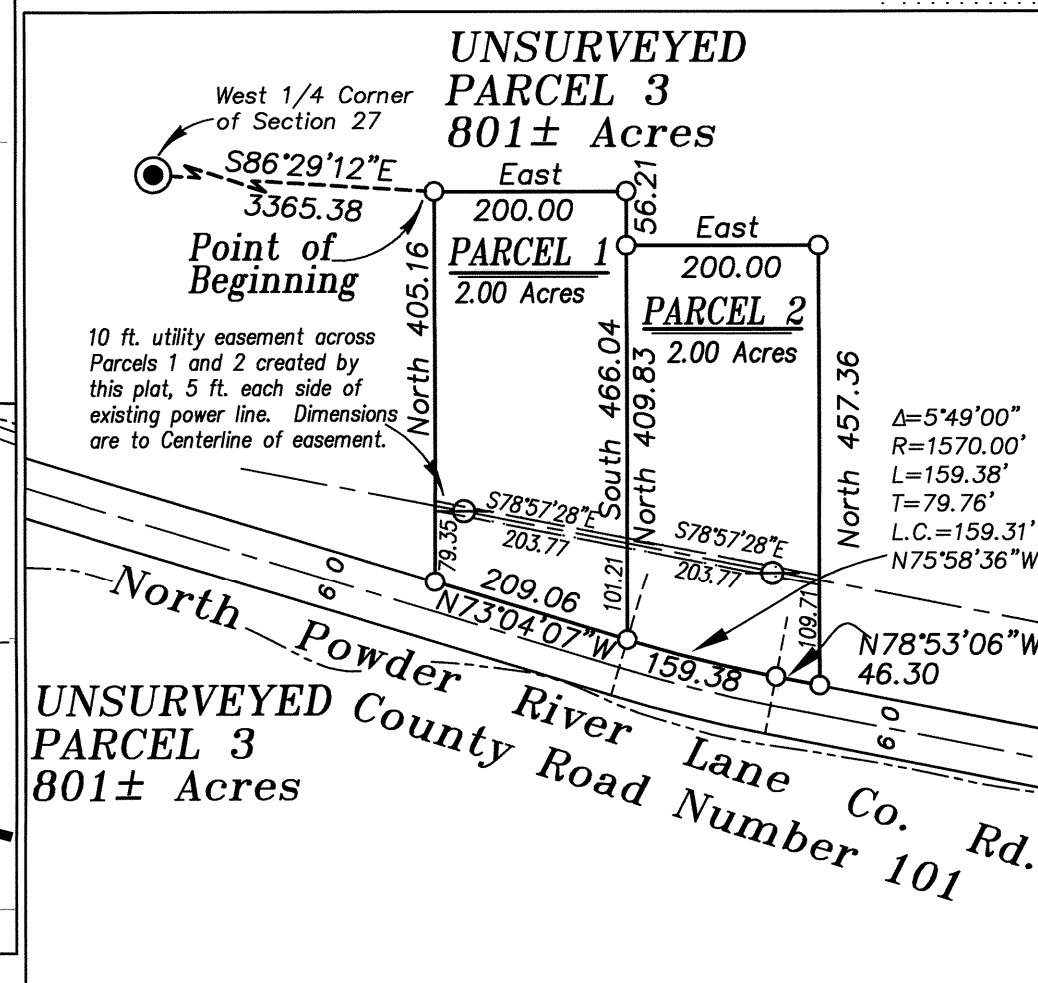 UNSURVEYED
PARCEL 3
801± Acres
West 1/4 Corner
of Section 27
S86°29'12"E
3365.38
East
200.00
56.21
Point of
Beginning
PARCEL 1
2.00 Acres
East
200.00
PARCEL 2
2.00 Acres
North 405.16
South 466.04
North 409.83
North 457.36
10 ft. utility easement across
Parcels 1 and 2 created by
this plat, 5 ft. each side of
existing power line. Dimensions
are to Centerline of easement.
Δ=5°49'00"
R=1570.00'
L=159.38'
T=79.76'
L.C.=159.31'
N75°58'36"W
S78°57'28"E
203.77
S78°57'28"E
203.77
79.35
101.21
109.71
209.06
N73°04'07"W
159.38
N78°53'06"W
46.30
60
60
North Powder River Lane Co. Rd.
County Road Number 101
UNSURVEYED
PARCEL 3
801± Acres